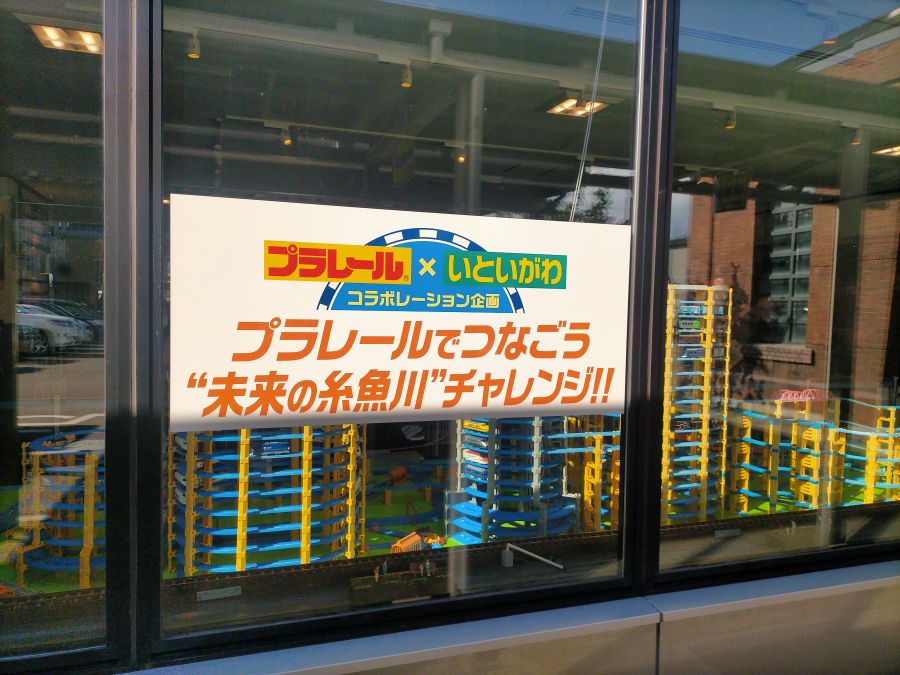 プラレール® × いといがわ
コラボレーション企画
プラレールでつなごう
“未来の糸魚川”チャレンジ!!